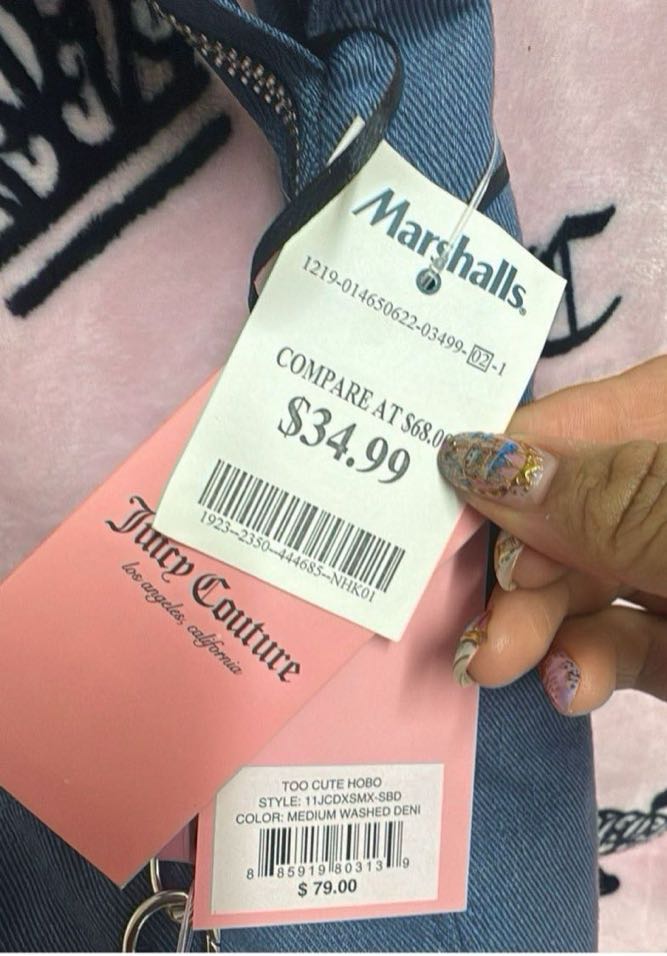 Marshalls.
1219-014650622-03499-02-1
COMPARE AT $68.0
$34.99
1923--2350--444685--NHK01
Juicy Couture
los angeles, california
TOO CUTE HOBO
STYLE: 11JCDXSMX-SBD
COLOR: MEDIUM WASHED DENI
8 85919 80313 9
$ 79.00